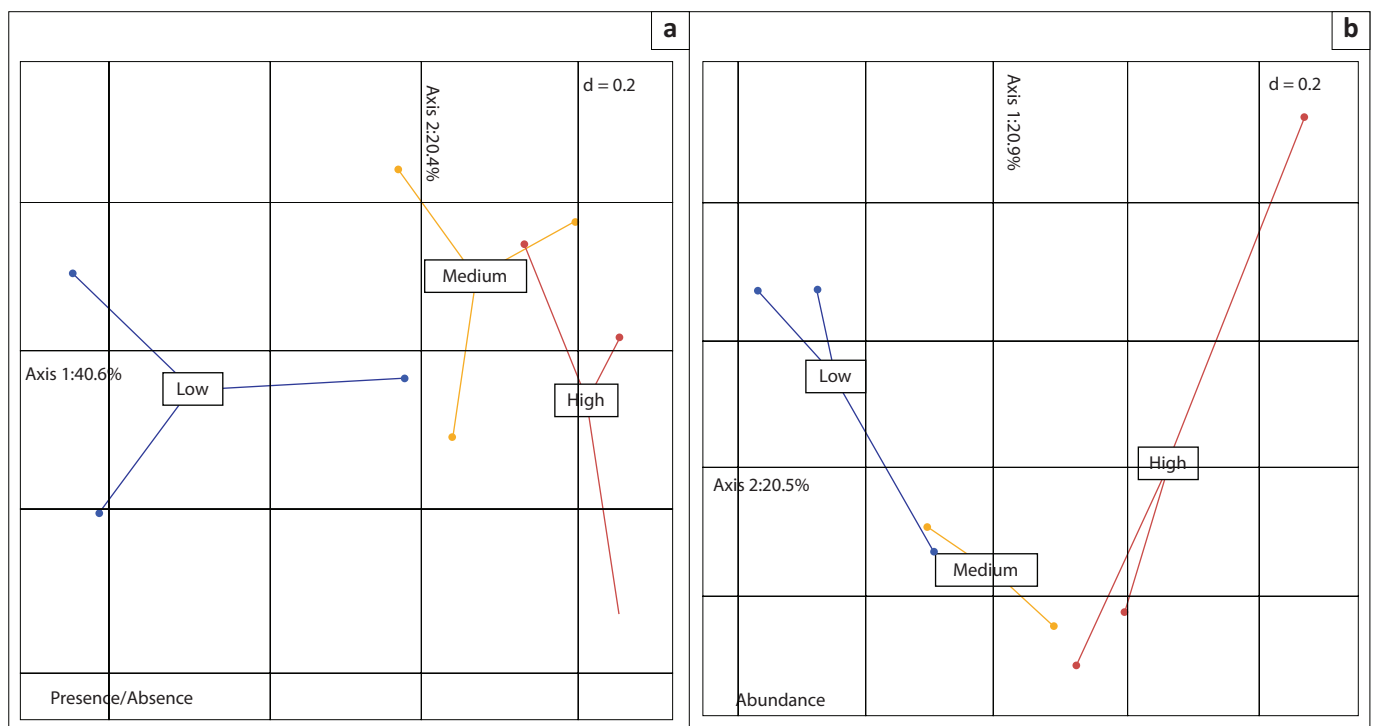 a
d = 0.2
Axis 2:20.4%
Medium
Axis 1:40.6%
Low
High
Presence/Absence
b
d = 0.2
Axis 1:20.9%
Low
High
Axis 2:20.5%
Medium
Abundance